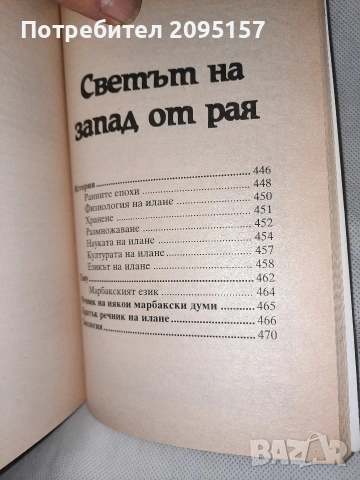 Потребител 2095157
Светът на
запад от рая
История 446
Ранните епохи 448
Физиология на илане 450
Хранене 451
Размножаване 452
Науката на илане 454
Културата на илане 457
Езикът на илане 458
462
Марбакският език 464
на някои марбакски думи 465
речник на илане 466
470
BAZAR